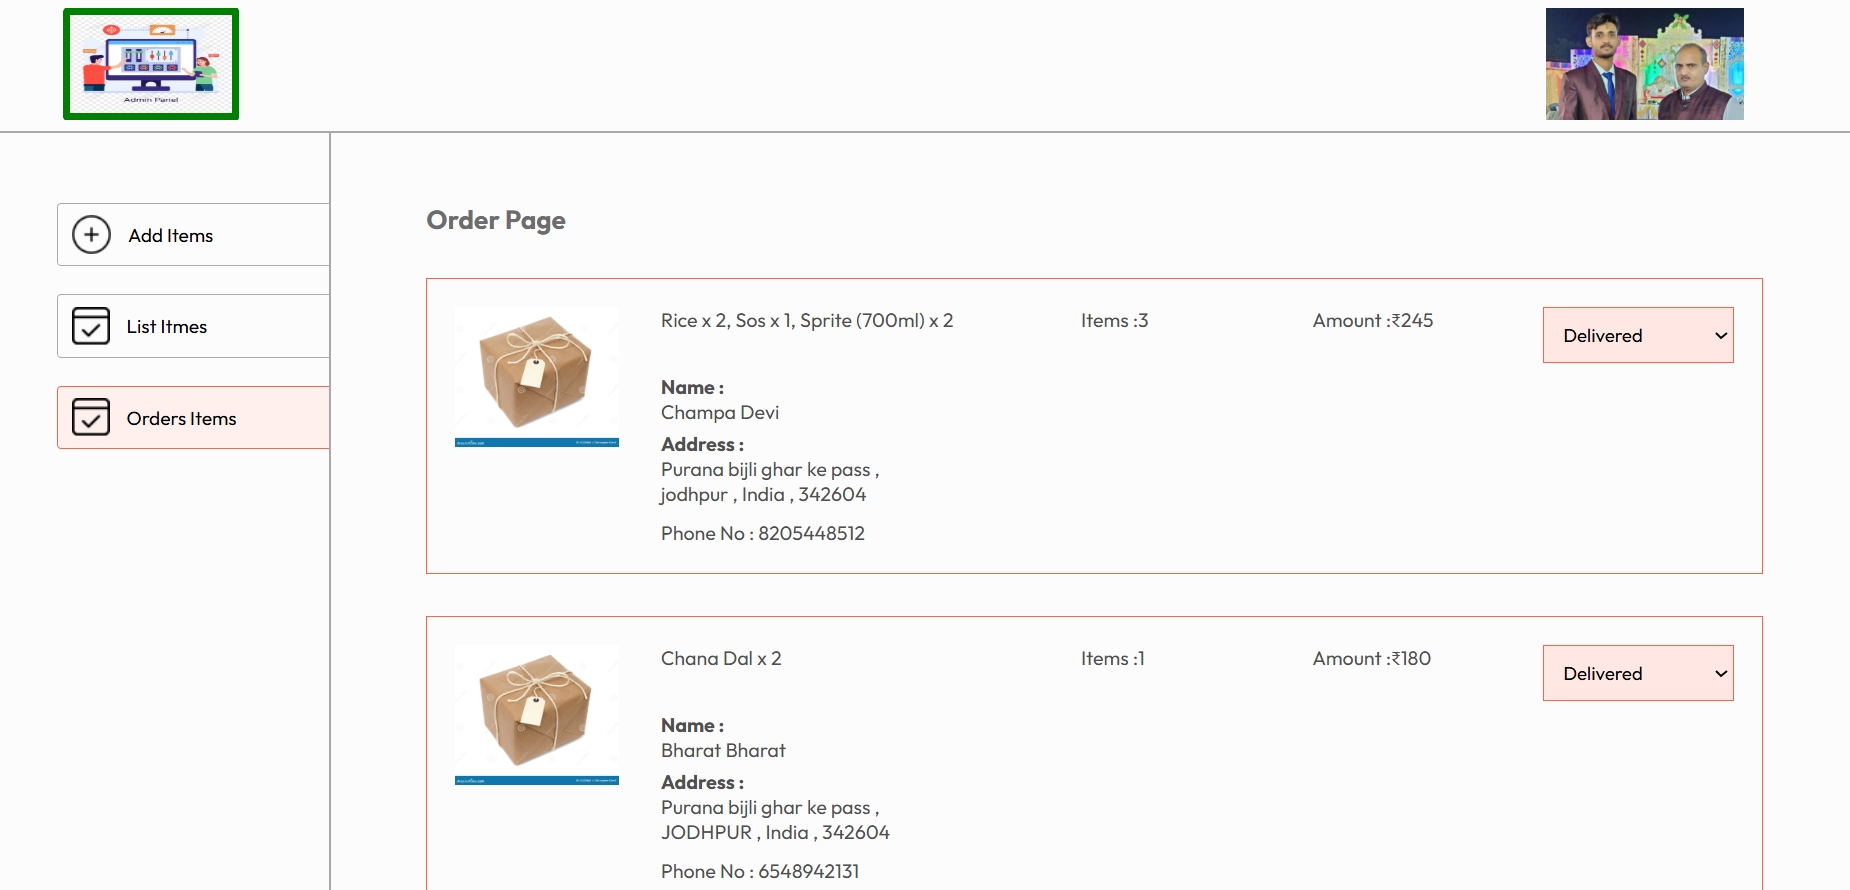 Admin Panel
Add Items
List Itmes
Orders Items
Order Page
Rice x 2, Sos x 1, Sprite (700ml) x 2
Items :3
Amount :₹245
Delivered
Name :
Champa Devi
Address :
Purana bijli ghar ke pass ,
jodhpur , India , 342604
Phone No : 8205448512
Chana Dal x 2
Items :1
Amount :₹180
Delivered
Name :
Bharat Bharat
Address :
Purana bijli ghar ke pass ,
JODHPUR , India , 342604
Phone No : 6548942131